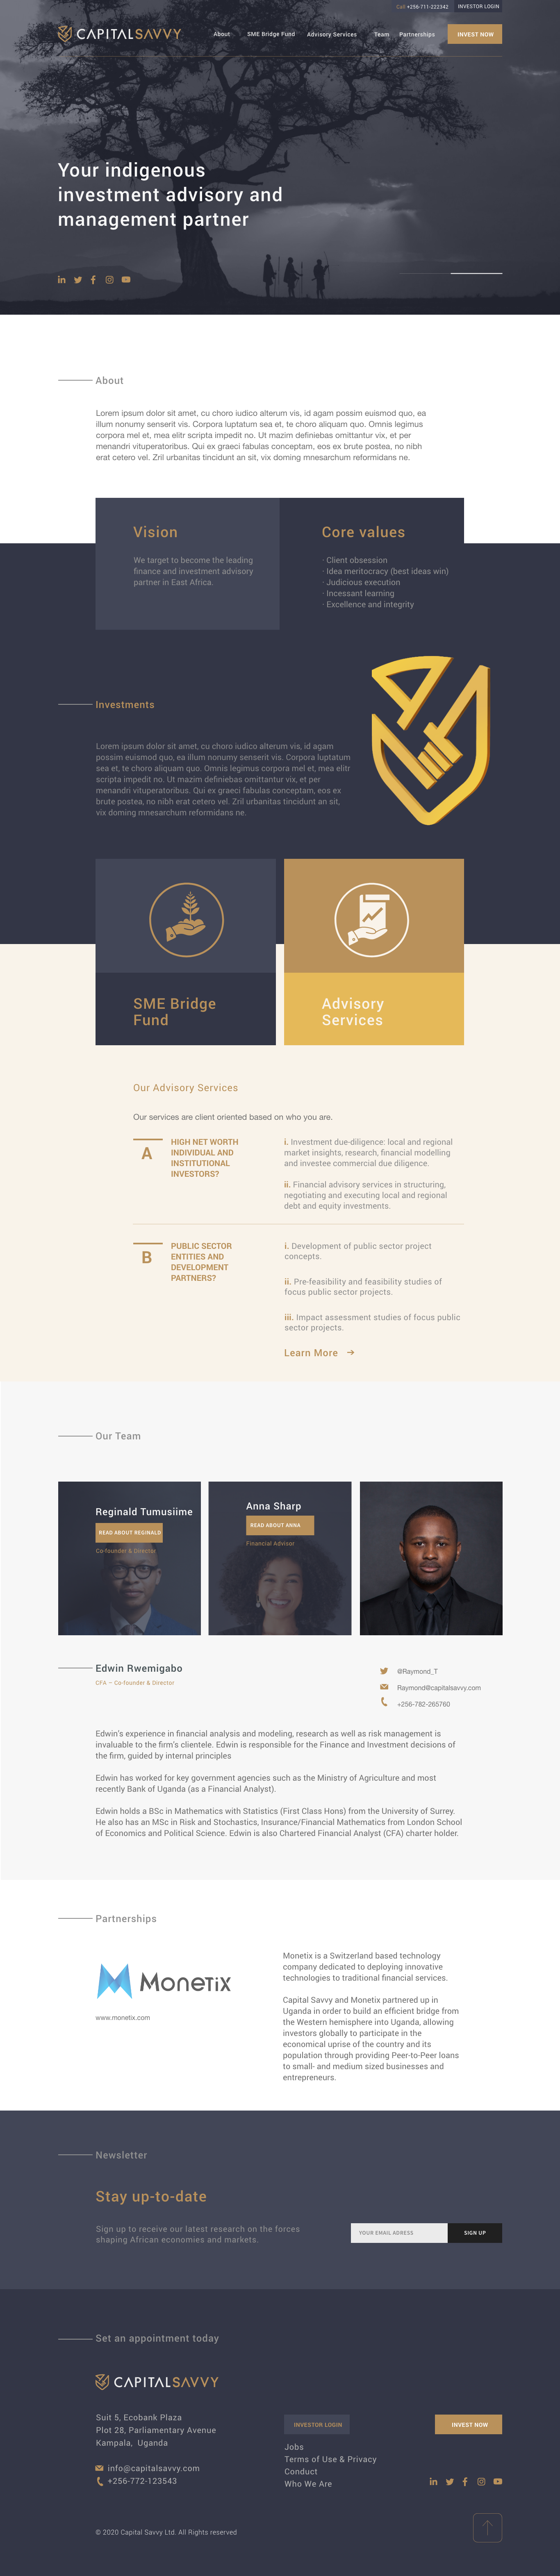 Call +256-711-222342
INVESTOR LOGIN
CAPITALSAVVY
About
SME Bridge Fund
Advisory Services
Team
Partnerships
INVEST NOW
Your indigenous
investment advisory and
management partner
About
Lorem ipsum dolor sit amet, cu choro iudico alterum vis, id agam possim euismod quo, ea
illum nonumy senserit vis. Corpora luptatum sea et, te choro aliquam quo. Omnis legimus
corpora mel et, mea elitr scripta impedit no. Ut mazim definiebas omittantur vix, et per
menandri vituperatoribus. Qui ex graeci fabulas conceptam, eos ex brute postea, no nibh
erat cetero vel. Zril urbanitas tincidunt an sit, vix doming mnesarchum reformidans ne.
Vision
We target to become the leading
finance and investment advisory
partner in East Africa.
Core values
· Client obsession
· Idea meritocracy (best ideas win)
· Judicious execution
· Incessant learning
· Excellence and integrity
Investments
Lorem ipsum dolor sit amet, cu choro iudico alterum vis, id agam
possim euismod quo, ea illum nonumy senserit vis. Corpora luptatum
sea et, te choro aliquam quo. Omnis legimus corpora mel et, mea elitr
scripta impedit no. Ut mazim definiebas omittantur vix, et per
menandri vituperatoribus. Qui ex graeci fabulas conceptam, eos ex
brute postea, no nibh erat cetero vel. Zril urbanitas tincidunt an sit,
vix doming mnesarchum reformidans ne.
SME Bridge
Fund
Advisory
Services
Our Advisory Services
Our services are client oriented based on who you are.
A
HIGH NET WORTH
INDIVIDUAL AND
INSTITUTIONAL
INVESTORS?
i. Investment due-diligence: local and regional
market insights, research, financial modelling
and investee commercial due diligence.
ii. Financial advisory services in structuring,
negotiating and executing local and regional
debt and equity investments.
B
PUBLIC SECTOR
ENTITIES AND
DEVELOPMENT
PARTNERS?
i. Development of public sector project
concepts.
ii. Pre-feasibility and feasibility studies of
focus public sector projects.
iii. Impact assessment studies of focus public
sector projects.
Learn More →
Our Team
Reginald Tumusiime
READ ABOUT REGINALD
Co-founder & Director
Anna Sharp
READ ABOUT ANNA
Financial Advisor
Edwin Rwemigabo
CFA – Co-founder & Director
@Raymond_T
Raymond@capitalsavvy.com
+256-782-265760
Edwin's experience in financial analysis and modeling, research as well as risk management is
invaluable to the firm's clientele. Edwin is responsible for the Finance and Investment decisions of
the firm, guided by internal principles
Edwin has worked for key government agencies such as the Ministry of Agriculture and most
recently Bank of Uganda (as a Financial Analyst).
Edwin holds a BSc in Mathematics with Statistics (First Class Hons) from the University of Surrey.
He also has an MSc in Risk and Stochastics, Insurance/Financial Mathematics from London School
of Economics and Political Science. Edwin is also Chartered Financial Analyst (CFA) charter holder.
Partnerships
Monetix
www.monetix.com
Monetix is a Switzerland based technology
company dedicated to deploying innovative
technologies to traditional financial services.
Capital Savvy and Monetix partnered up in
Uganda in order to build an efficient bridge from
the Western hemisphere into Uganda, allowing
investors globally to participate in the
economical uprise of the country and its
population through providing Peer-to-Peer loans
to small- and medium sized businesses and
entrepreneurs.
Newsletter
Stay up-to-date
Sign up to receive our latest research on the forces
shaping African economies and markets.
YOUR EMAIL ADRESS
SIGN UP
Set an appointment today
CAPITALSAVVY
Suit 5, Ecobank Plaza
Plot 28, Parliamentary Avenue
Kampala, Uganda
info@capitalsavvy.com
+256-772-123543
INVESTOR LOGIN
INVEST NOW
Jobs
Terms of Use & Privacy
Conduct
Who We Are
© 2020 Capital Savvy Ltd. All Rights reserved